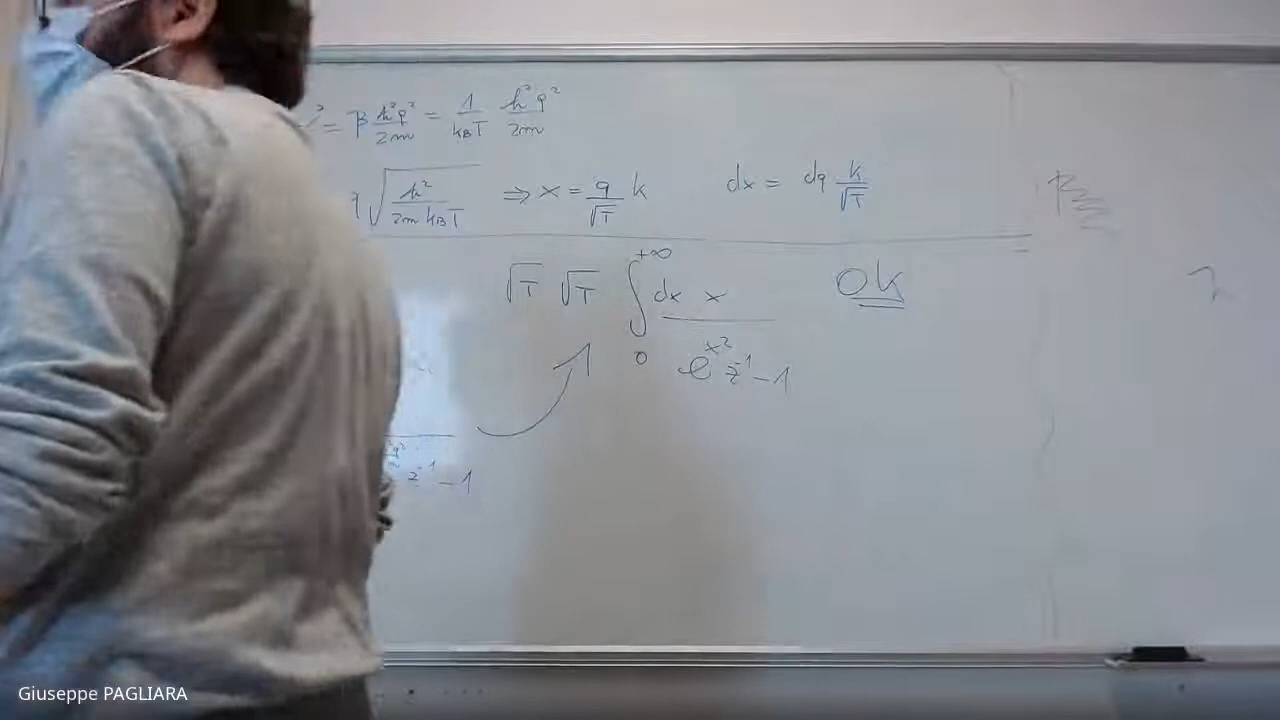 x² = β ħ²q²/2m = 1/k_BT ħ²q²/2m
q √(ħ²/2m k_BT) ⇒ x = q/√T k dx = dq k/√T
√T √T ∫₀^{+∞} dx x / e^{x²} z⁻¹ − 1 Ok
z⁻¹ − 1
Giuseppe PAGLIARA